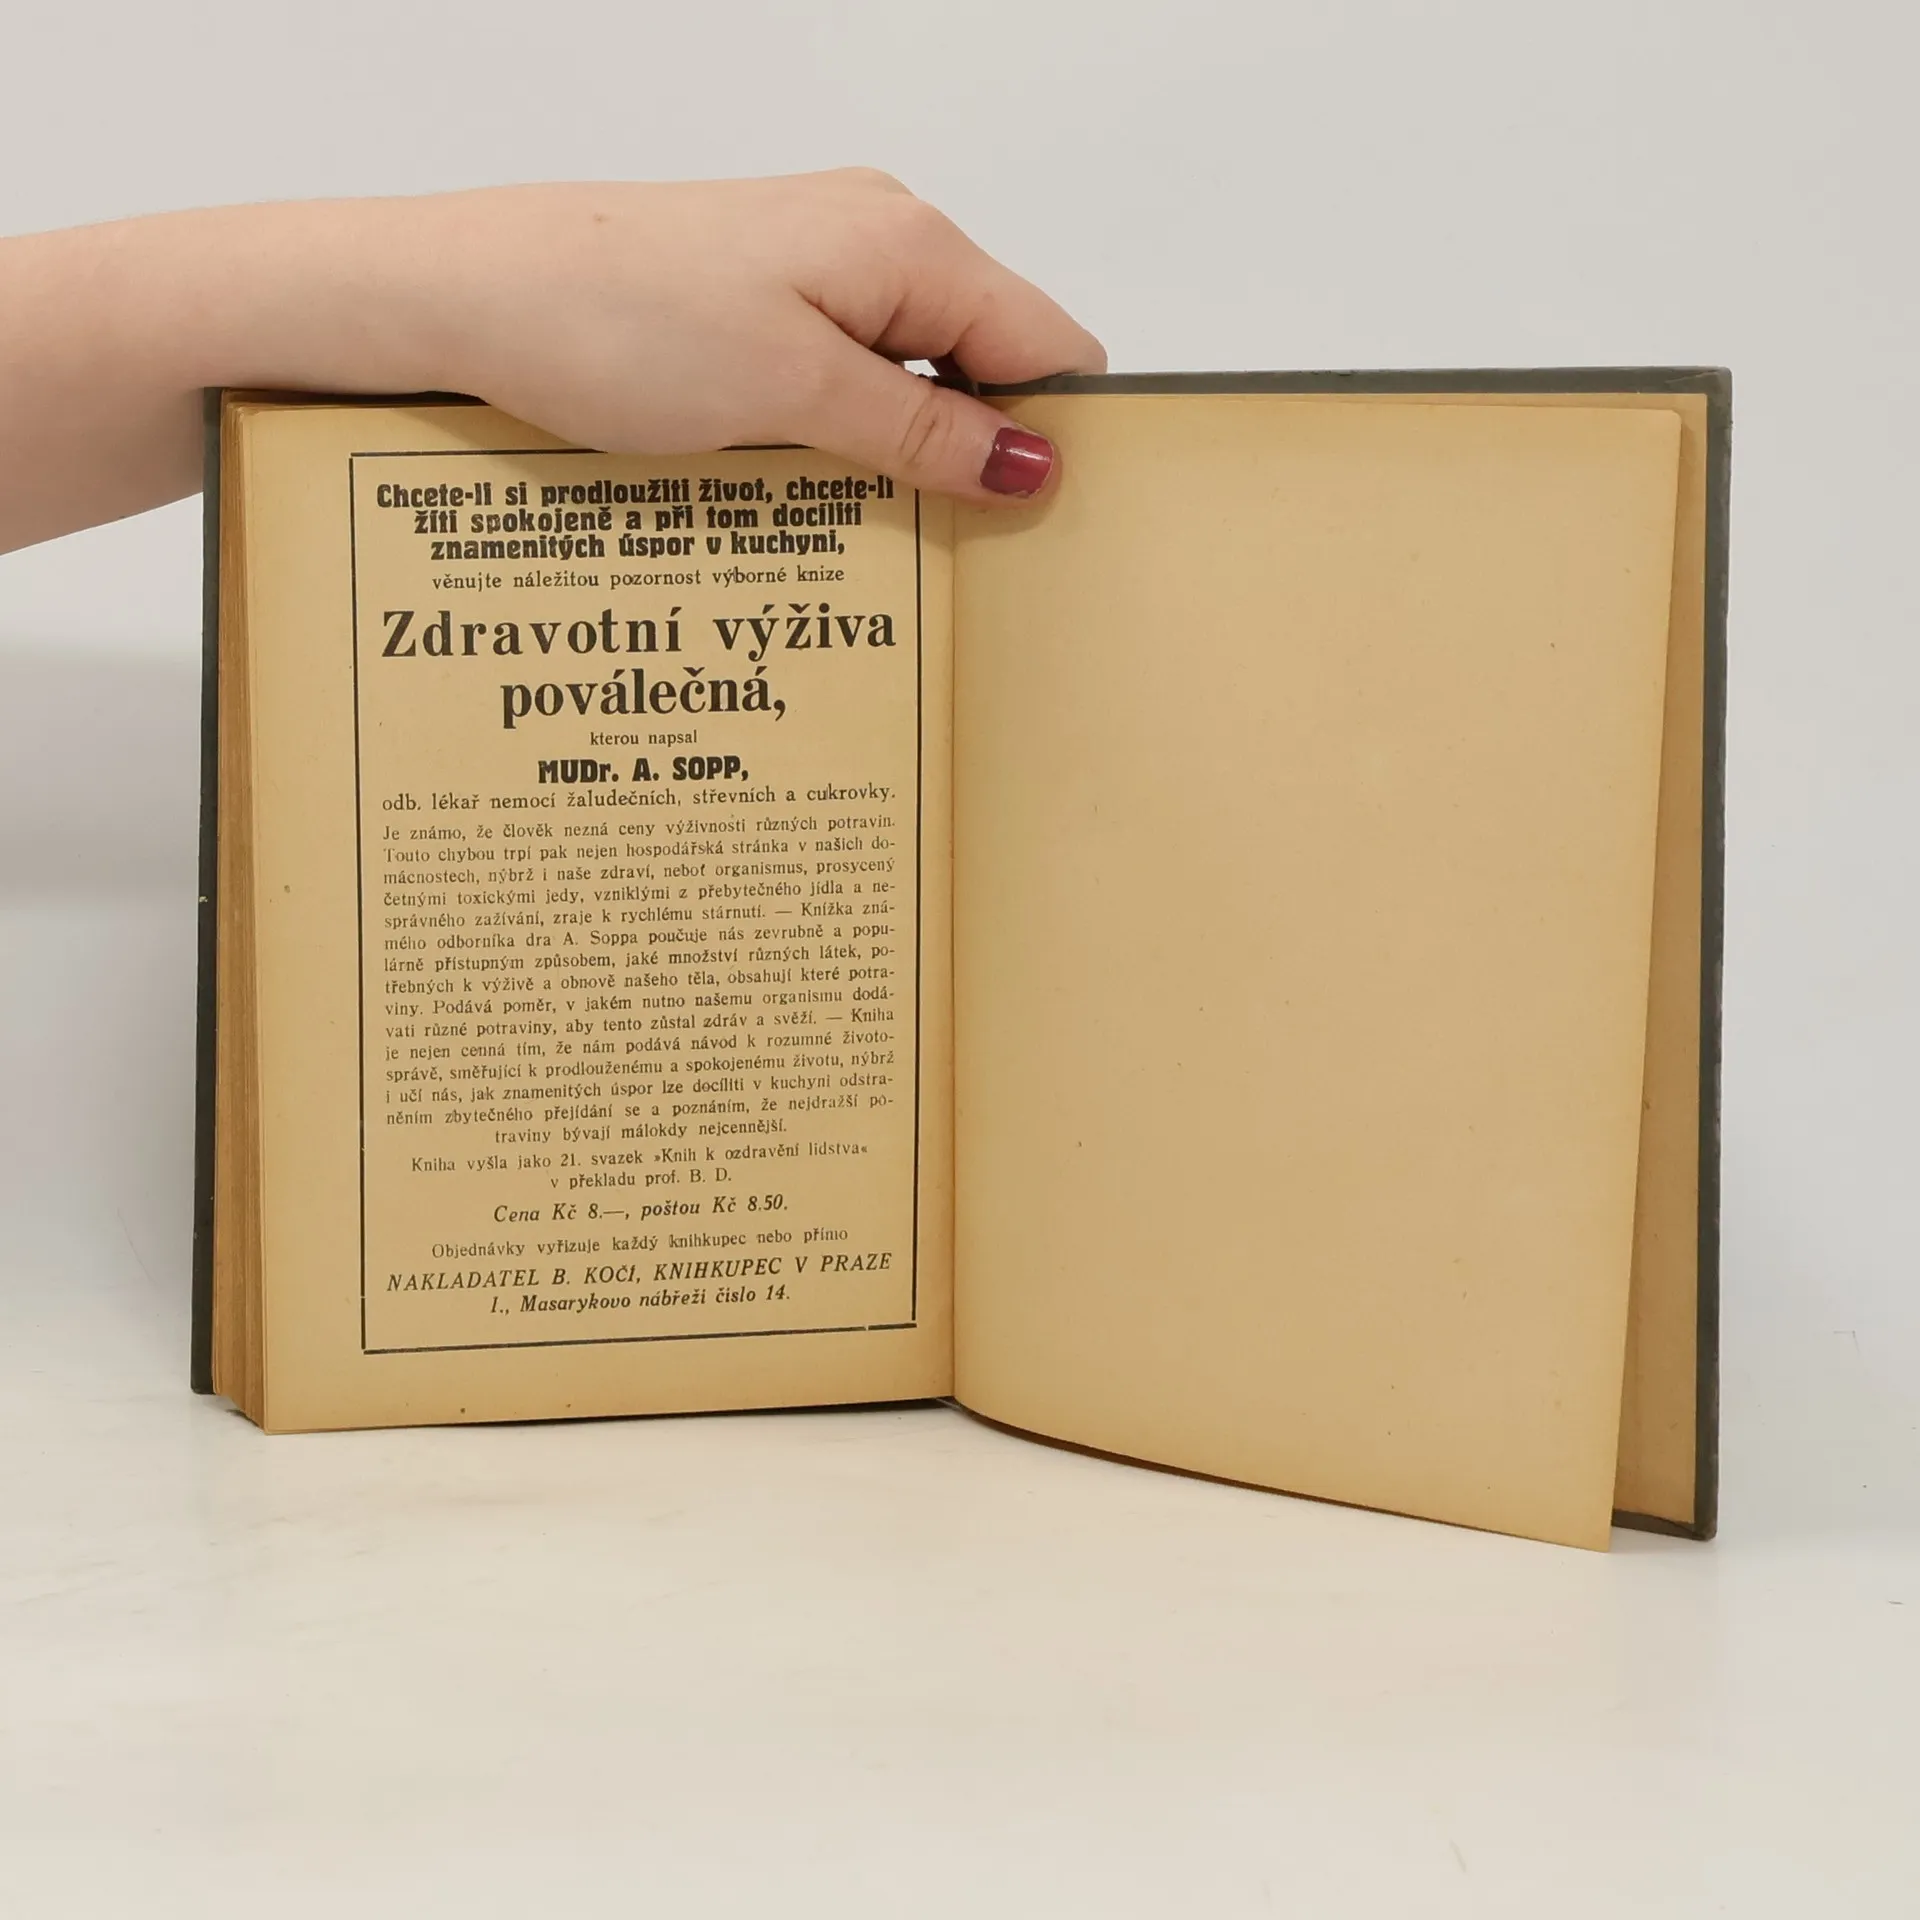 Chcete-li si prodloužiti život, chcete-li
žíti spokojeně a při tom docíliti
znamenitých úspor v kuchyni,
věnujte náležitou pozornost výborné knize
Zdravotní výživa
poválečná,
kterou napsal
MUDr. A. SOPP,
odb. lékař nemocí žaludečních, střevních a cukrovky.
Je známo, že člověk nezná ceny výživnosti různých potravin.
Touto chybou trpí pak nejen hospodářská stránka v našich do-
mácnostech, nýbrž i naše zdraví, neboť organismus, prosycený
četnými toxickými jedy, vzniklými z přebytečného jídla a ne-
správného zažívání, zraje k rychlému stárnutí. — Knížka zná-
mého odborníka dra A. Soppa poučuje nás zevrubně a popu-
lárně přístupným způsobem, jaké množství různých látek, po-
třebných k výživě a obnově našeho těla, obsahují které potra-
viny. Podává poměr, v jakém nutno našemu organismu dodá-
vati různé potraviny, aby tento zůstal zdráv a svěží. — Kniha
je nejen cenná tím, že nám podává návod k rozumné životo-
správě, směřující k prodlouženému a spokojenému životu, nýbrž
i učí nás, jak znamenitých úspor lze docíliti v kuchyni odstra-
něním zbytečného přejídání se a poznáním, že nejdražší po-
traviny bývají málokdy nejcennější.
Kniha vyšla jako 21. svazek »Knih k ozdravění lidstva«
v překladu prof. B. D.
Cena Kč 8.—, poštou Kč 8.50.
Objednávky vyřizuje každý knihkupec nebo přímo
NAKLADATEL B. KOČÍ, KNIHKUPEC V PRAZE
I., Masarykovo nábřeží číslo 14.